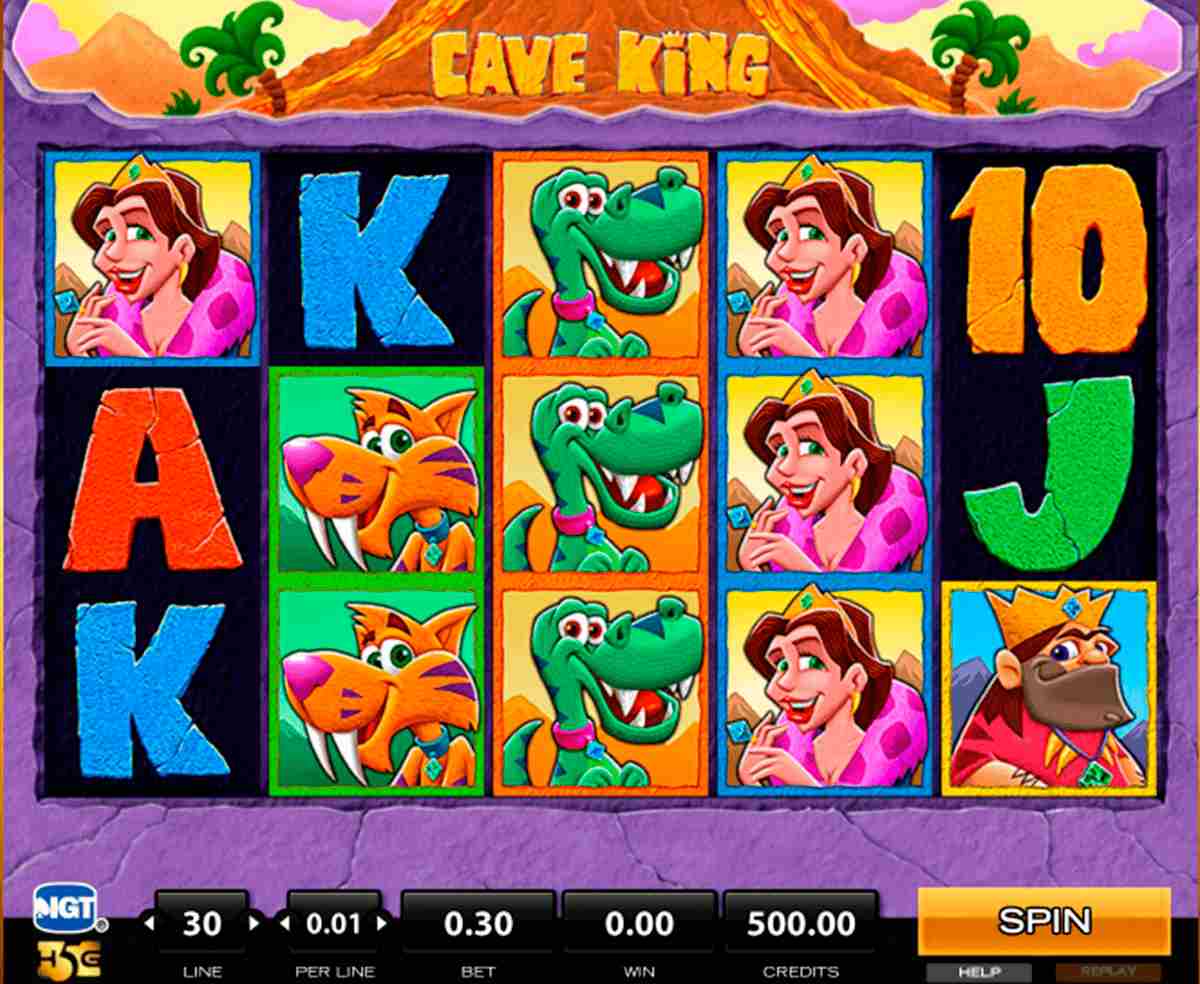 CAVE KING
K
10
A
J
K
IGT ®
30
0.01
0.30
0.00
500.00
SPIN
H5G
LINE
PER LINE
BET
WIN
CREDITS
HELP
REPLAY